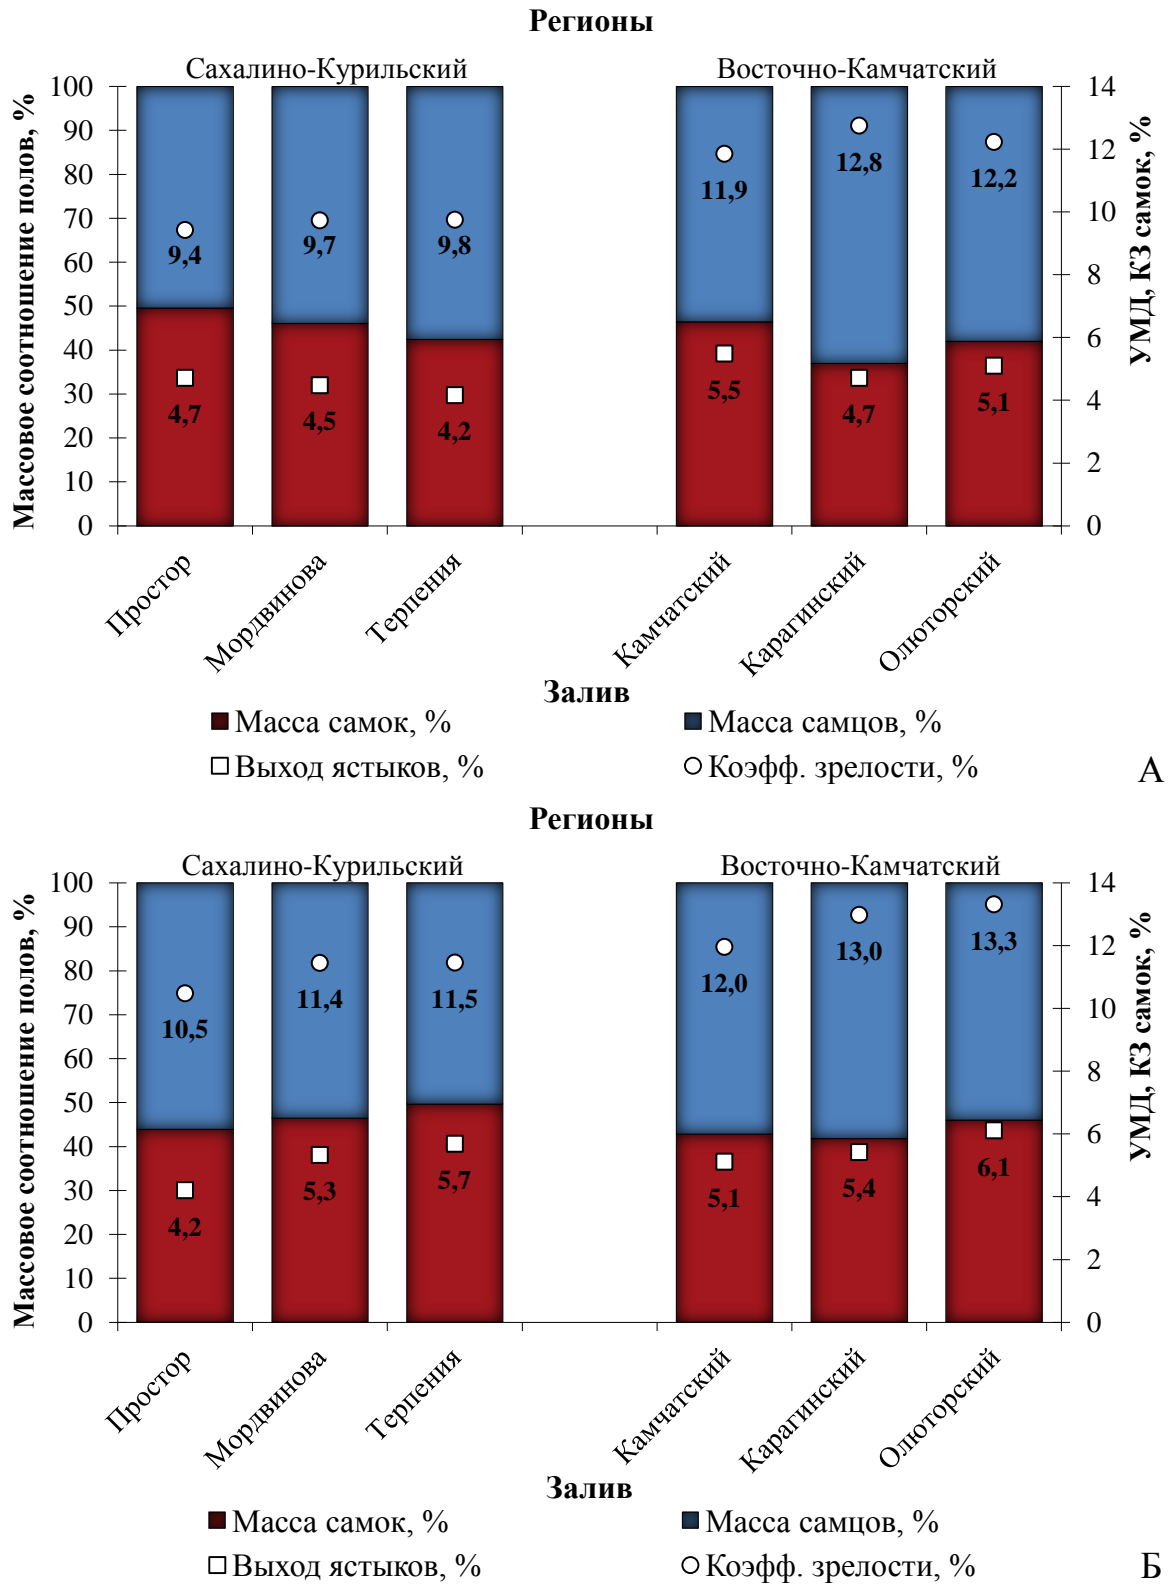 Регионы
Сахалино-Курильский Восточно-Камчатский
Массовое соотношение полов, %
100
90
80
70
60
50
40
30
20
10
0
9,4 9,7 9,8 11,9 12,8 12,2
4,7 4,5 4,2 5,5 4,7 5,1
14
12
10
8
6
4
2
0
УМД, КЗ самок, %
Простор Мордвинова Терпения Камчатский Карагинский Олюторский
Залив
Масса самок, % Масса самцов, %
Выход ястыков, % Коэфф. зрелости, %
А
Регионы
Сахалино-Курильский Восточно-Камчатский
Массовое соотношение полов, %
100
90
80
70
60
50
40
30
20
10
0
10,5 11,4 11,5 12,0 13,0 13,3
4,2 5,3 5,7 5,1 5,4 6,1
14
12
10
8
6
4
2
0
УМД, КЗ самок, %
Простор Мордвинова Терпения Камчатский Карагинский Олюторский
Залив
Масса самок, % Масса самцов, %
Выход ястыков, % Коэфф. зрелости, %
Б